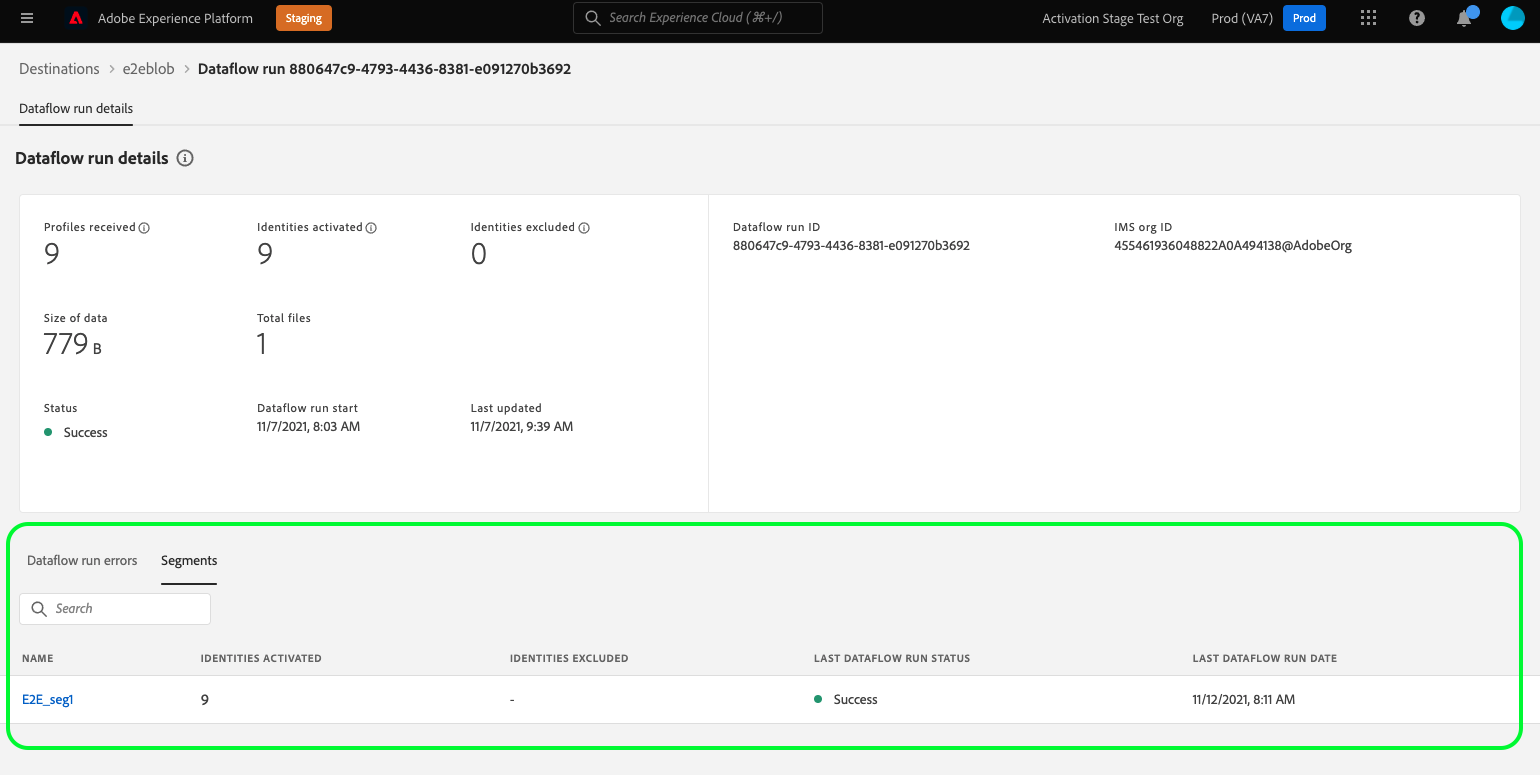 Adobe Experience Platform Staging Search Experience Cloud (⌘+/) Activation Stage Test Org Prod (VA7) Prod
Destinations > e2eblob > Dataflow run 880647c9-4793-4436-8381-e091270b3692
Dataflow run details
Dataflow run details
Profiles received Identities activated Identities excluded Dataflow run ID IMS org ID
9 9 0 880647c9-4793-4436-8381-e091270b3692 455461936048822A0A494138@AdobeOrg
Size of data Total files
779 B 1
Status Dataflow run start Last updated
Success 11/7/2021, 8:03 AM 11/7/2021, 9:39 AM
Dataflow run errors Segments
Search
NAME IDENTITIES ACTIVATED IDENTITIES EXCLUDED LAST DATAFLOW RUN STATUS LAST DATAFLOW RUN DATE
E2E_seg1 9 - Success 11/12/2021, 8:11 AM